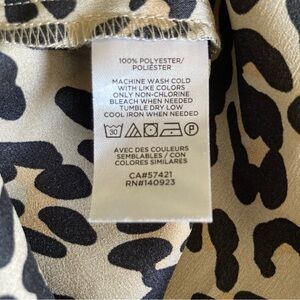 100% POLYESTER/
POLIÉSTER
MACHINE WASH COLD
WITH LIKE COLORS
ONLY NON-CHLORINE
BLEACH WHEN NEEDED
TUMBLE DRY LOW
COOL IRON WHEN NEEDED
30
AVEC DES COULEURS
SEMBLABLES / CON
COLORES SIMILARES
CA#57421
RN#140923